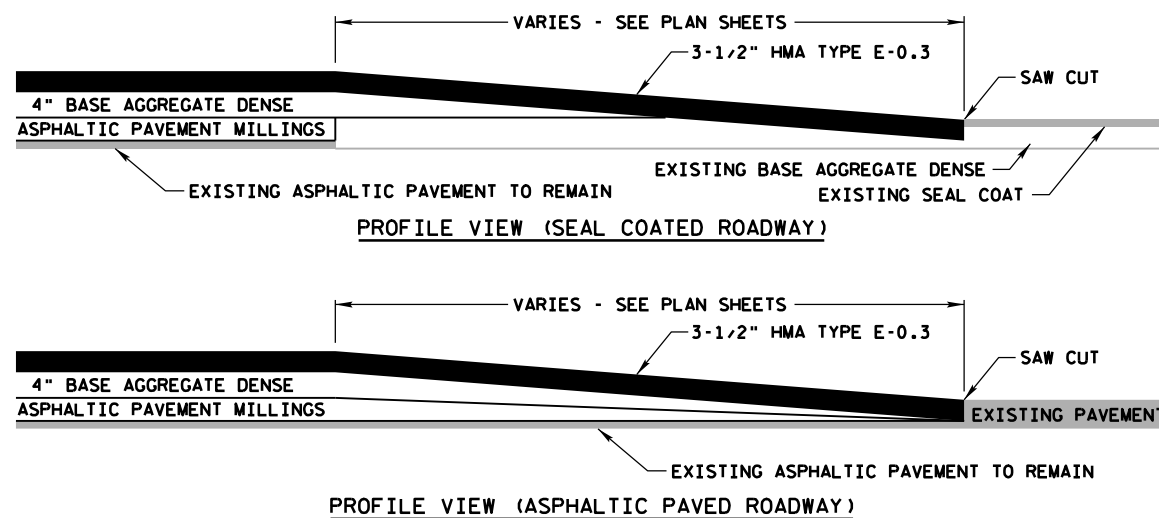 VARIES - SEE PLAN SHEETS
3-1/2" HMA TYPE E-0.3
SAW CUT
4" BASE AGGREGATE DENSE
ASPHALTIC PAVEMENT MILLINGS
EXISTING BASE AGGREGATE DENSE
EXISTING ASPHALTIC PAVEMENT TO REMAIN
EXISTING SEAL COAT
PROFILE VIEW (SEAL COATED ROADWAY)
VARIES - SEE PLAN SHEETS
3-1/2" HMA TYPE E-0.3
SAW CUT
4" BASE AGGREGATE DENSE
ASPHALTIC PAVEMENT MILLINGS
EXISTING PAVEMENT
EXISTING ASPHALTIC PAVEMENT TO REMAIN
PROFILE VIEW (ASPHALTIC PAVED ROADWAY)